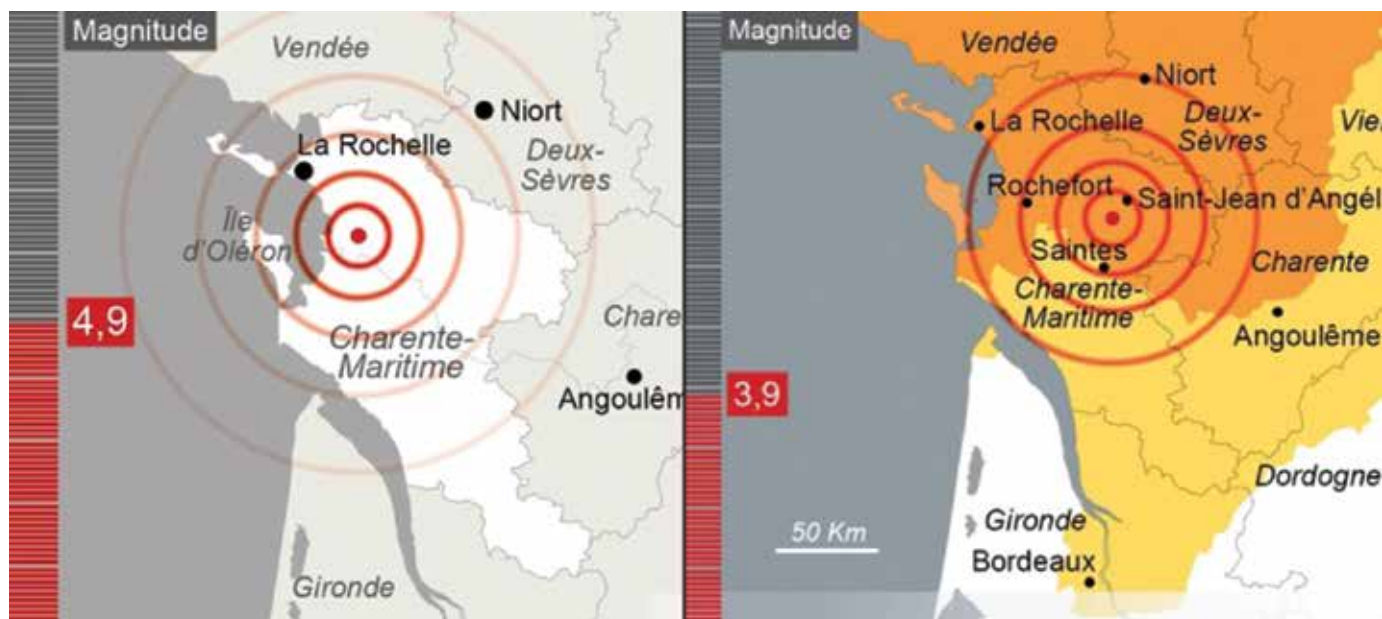 Magnitude
Vendée
Niort
La Rochelle
Deux-
Sèvres
Île
d'Oléron
4,9
Charente-
Maritime
Chare
Angoulêm
Gironde
Magnitude
Vendée
Niort
La Rochelle
Deux-
Sèvres
Vien
Rochefort
Saint-Jean d'Angél
Saintes
Charente
Charente-
Maritime
Angoulême
3,9
Dordogne
50 Km
Gironde
Bordeaux